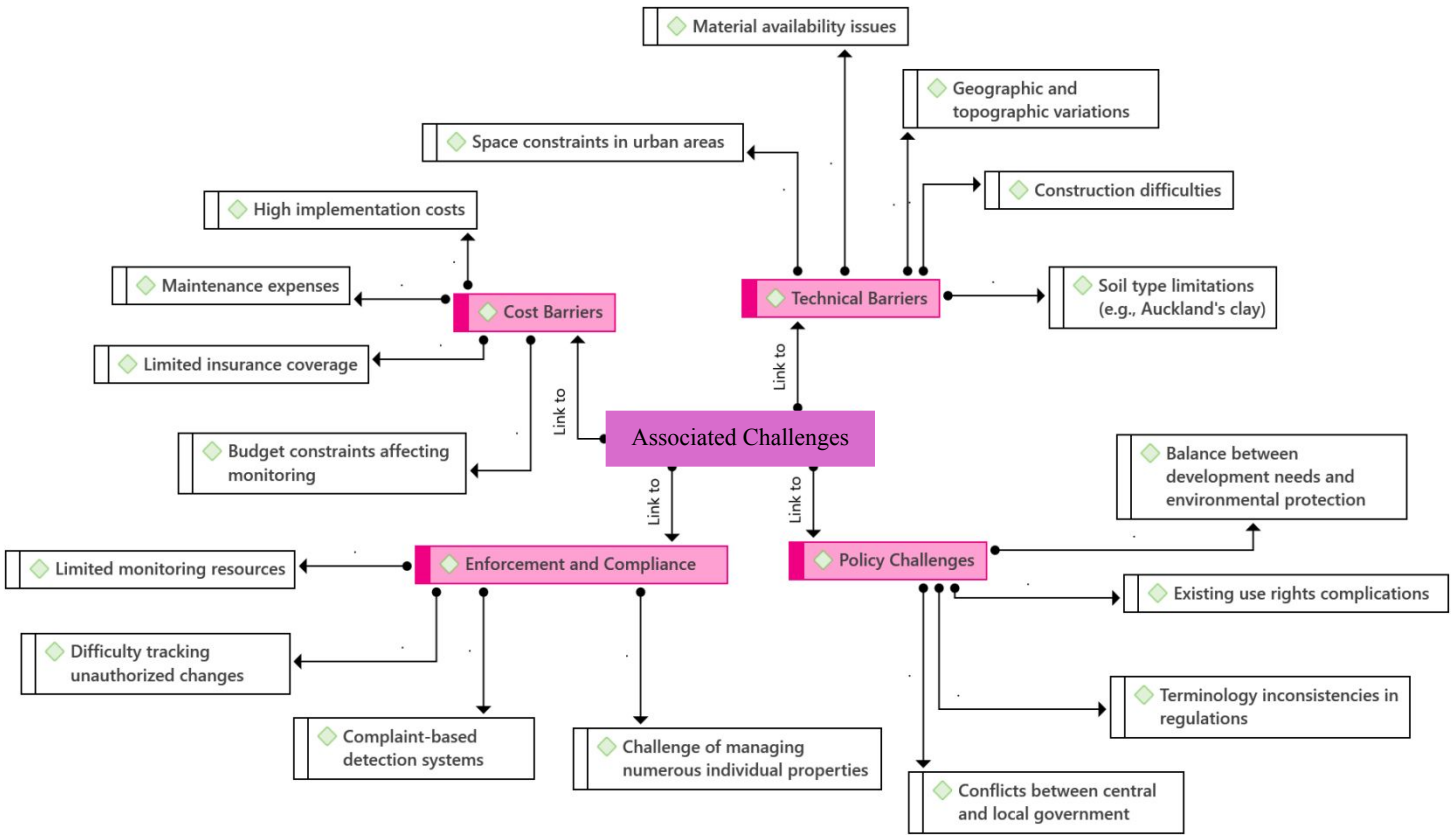 Material availability issues
Geographic and
topographic variations
Space constraints in urban areas
Construction difficulties
High implementation costs
Maintenance expenses
Cost Barriers
Technical Barriers
Soil type limitations
(e.g., Auckland's clay)
Limited insurance coverage
Link to
Link to
Associated Challenges
Budget constraints affecting
monitoring
Link to
Link to
Balance between
development needs and
environmental protection
Limited monitoring resources
Enforcement and Compliance
Policy Challenges
Existing use rights complications
Difficulty tracking
unauthorized changes
Terminology inconsistencies in
regulations
Complaint-based
detection systems
Challenge of managing
numerous individual properties
Conflicts between central
and local government